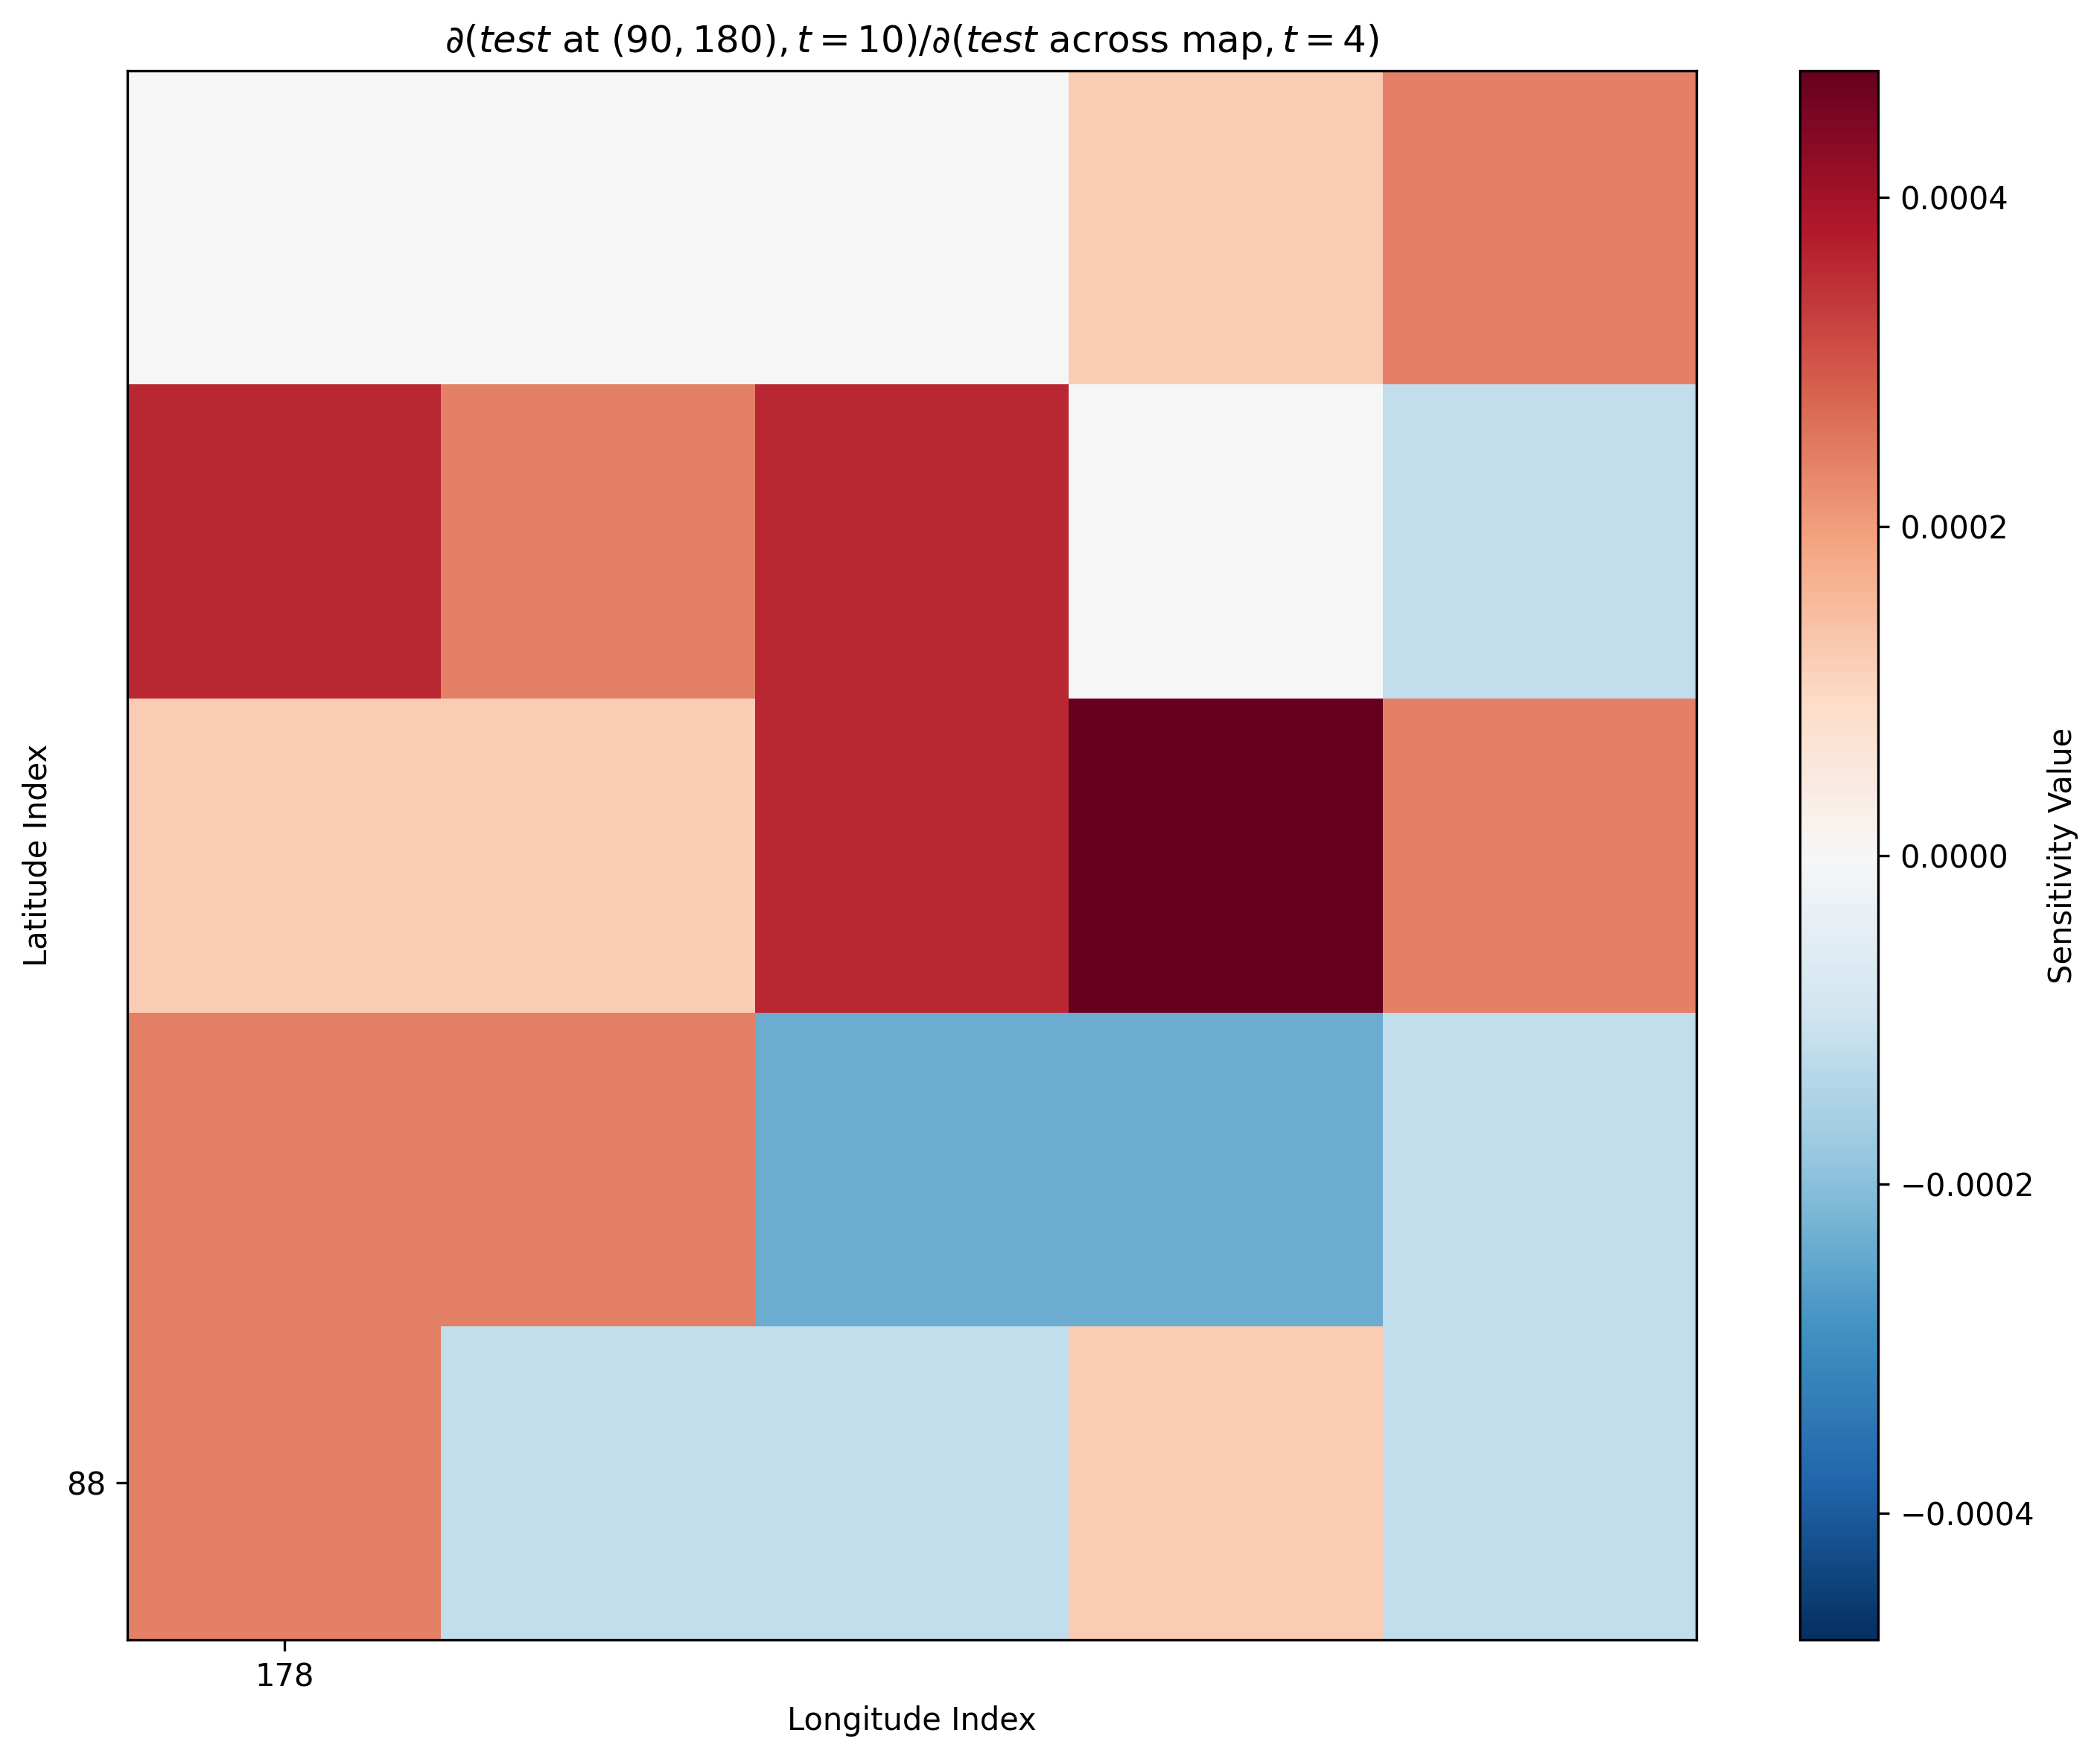 ∂(test at (90, 180), t = 10)/∂(test across map, t = 4)
0.0004
0.0002
0.0000
−0.0002
−0.0004
Sensitivity Value
Latitude Index
88
178
Longitude Index